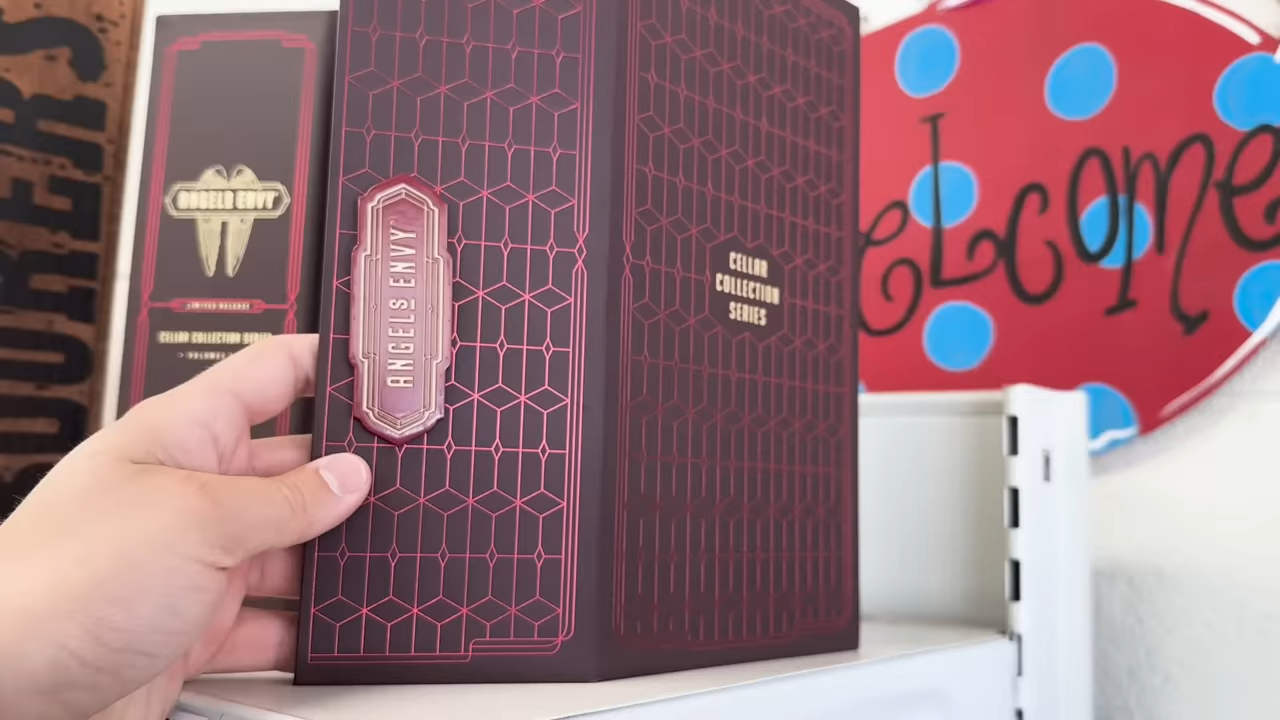 ANGELS ENVY
LIMITED RELEASE
CELLAR COLLECTION SERIES
ANGELS ENVY
CELLAR
COLLECTION
SERIES
elcome